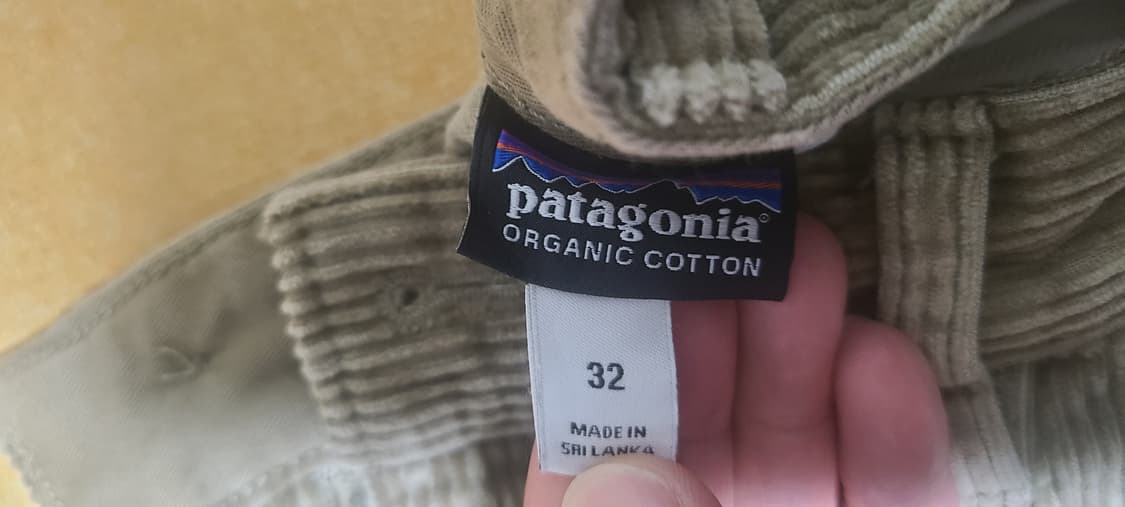 patagonia®
ORGANIC COTTON
32
MADE IN
SRI LANKA